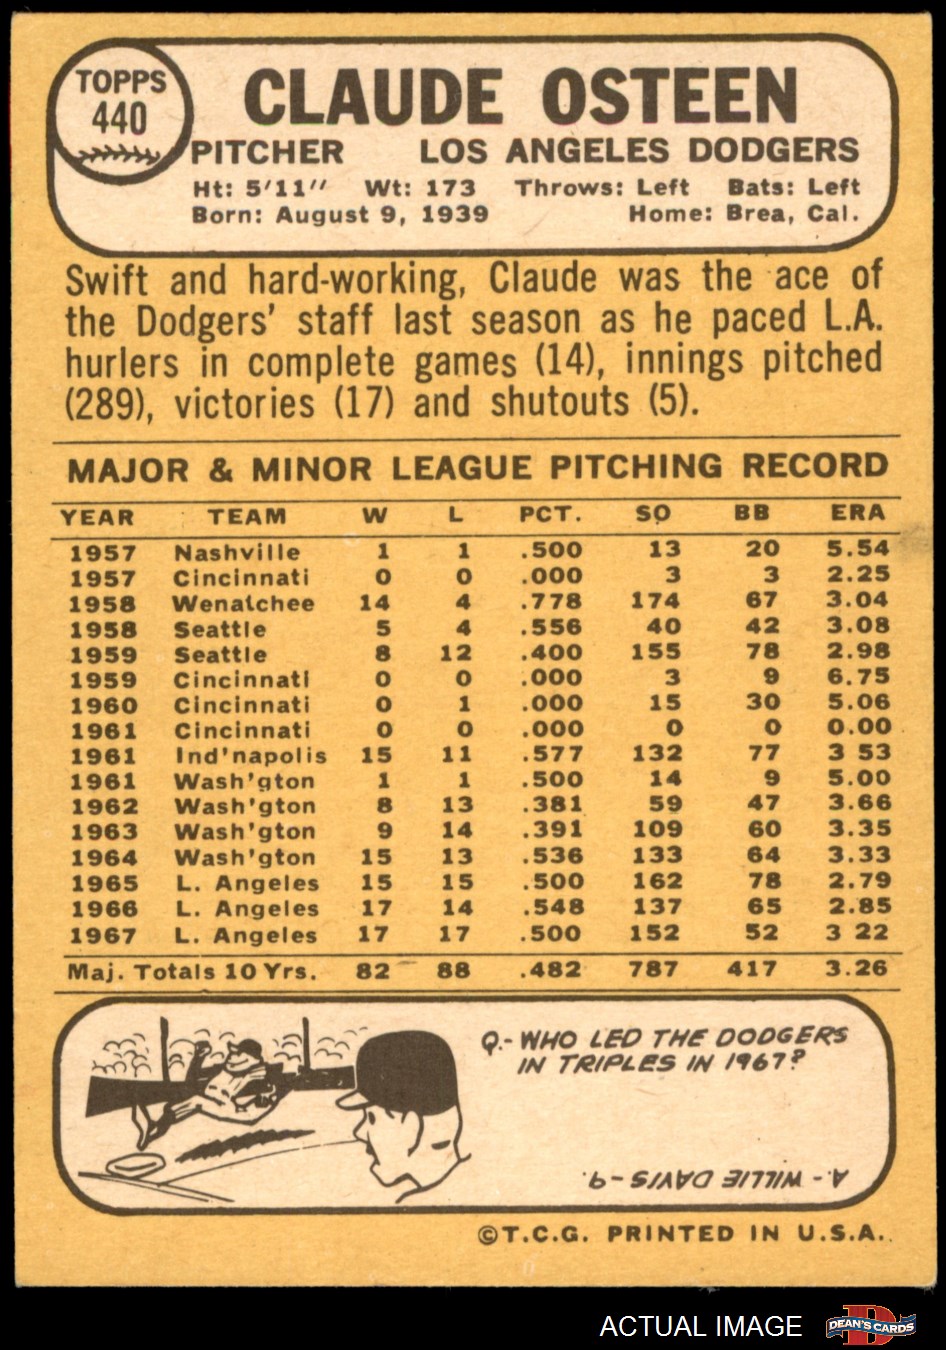 TOPPS
440
CLAUDE OSTEEN
PITCHER LOS ANGELES DODGERS
Ht: 5'11" Wt: 173 Throws: Left Bats: Left
Born: August 9, 1939 Home: Brea, Cal.
Swift and hard-working, Claude was the ace of
the Dodgers' staff last season as he paced L.A.
hurlers in complete games (14), innings pitched
(289), victories (17) and shutouts (5).
MAJOR & MINOR LEAGUE PITCHING RECORD
YEAR TEAM W L PCT. SO BB ERA
1957 Nashville 1 1 .500 13 20 5.54
1957 Cincinnati 0 0 .000 3 3 2.25
1958 Wenatchee 14 4 .778 174 67 3.04
1958 Seattle 5 4 .556 40 42 3.08
1959 Seattle 8 12 .400 155 78 2.98
1959 Cincinnati 0 0 .000 3 9 6.75
1960 Cincinnati 0 1 .000 15 30 5.06
1961 Cincinnati 0 0 .000 0 0 0.00
1961 Ind'napolis 15 11 .577 132 77 3 53
1961 Wash'gton 1 1 .500 14 9 5.00
1962 Wash'gton 8 13 .381 59 47 3.66
1963 Wash'gton 9 14 .391 109 60 3.35
1964 Wash'gton 15 13 .536 133 64 3.33
1965 L. Angeles 15 15 .500 162 78 2.79
1966 L. Angeles 17 14 .548 137 65 2.85
1967 L. Angeles 17 17 .500 152 52 3 22
Maj. Totals 10 Yrs. 82 88 .482 787 417 3.26
Q.- WHO LED THE DODGERS
IN TRIPLES IN 1967?
A. - WILLIE DAVIS - 9.
©T.C.G. PRINTED IN U.S.A.
ACTUAL IMAGE
D
DEAN'S CARDS